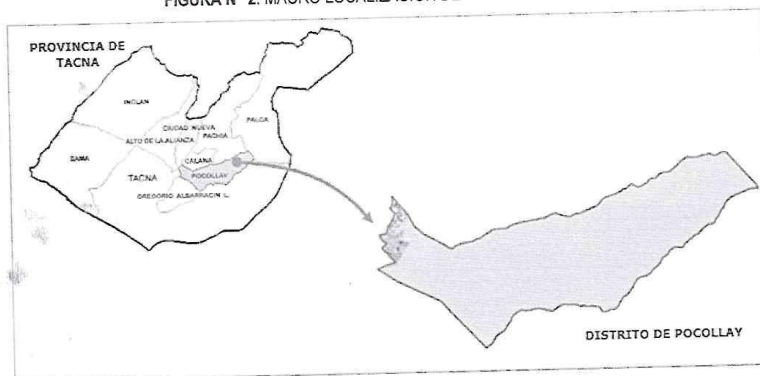 FIGURA N° 2: MACRO LOCALIZACIÓN DE
PROVINCIA DE
TACNA
INCLAN
PALCA
CIUDAD NUEVA
PACHIA
ALTO DE LA ALIANZA
SAMA
CALANA
TACNA
POCOLLAY
GREGORIO ALBARRACIN L.
DISTRITO DE POCOLLAY